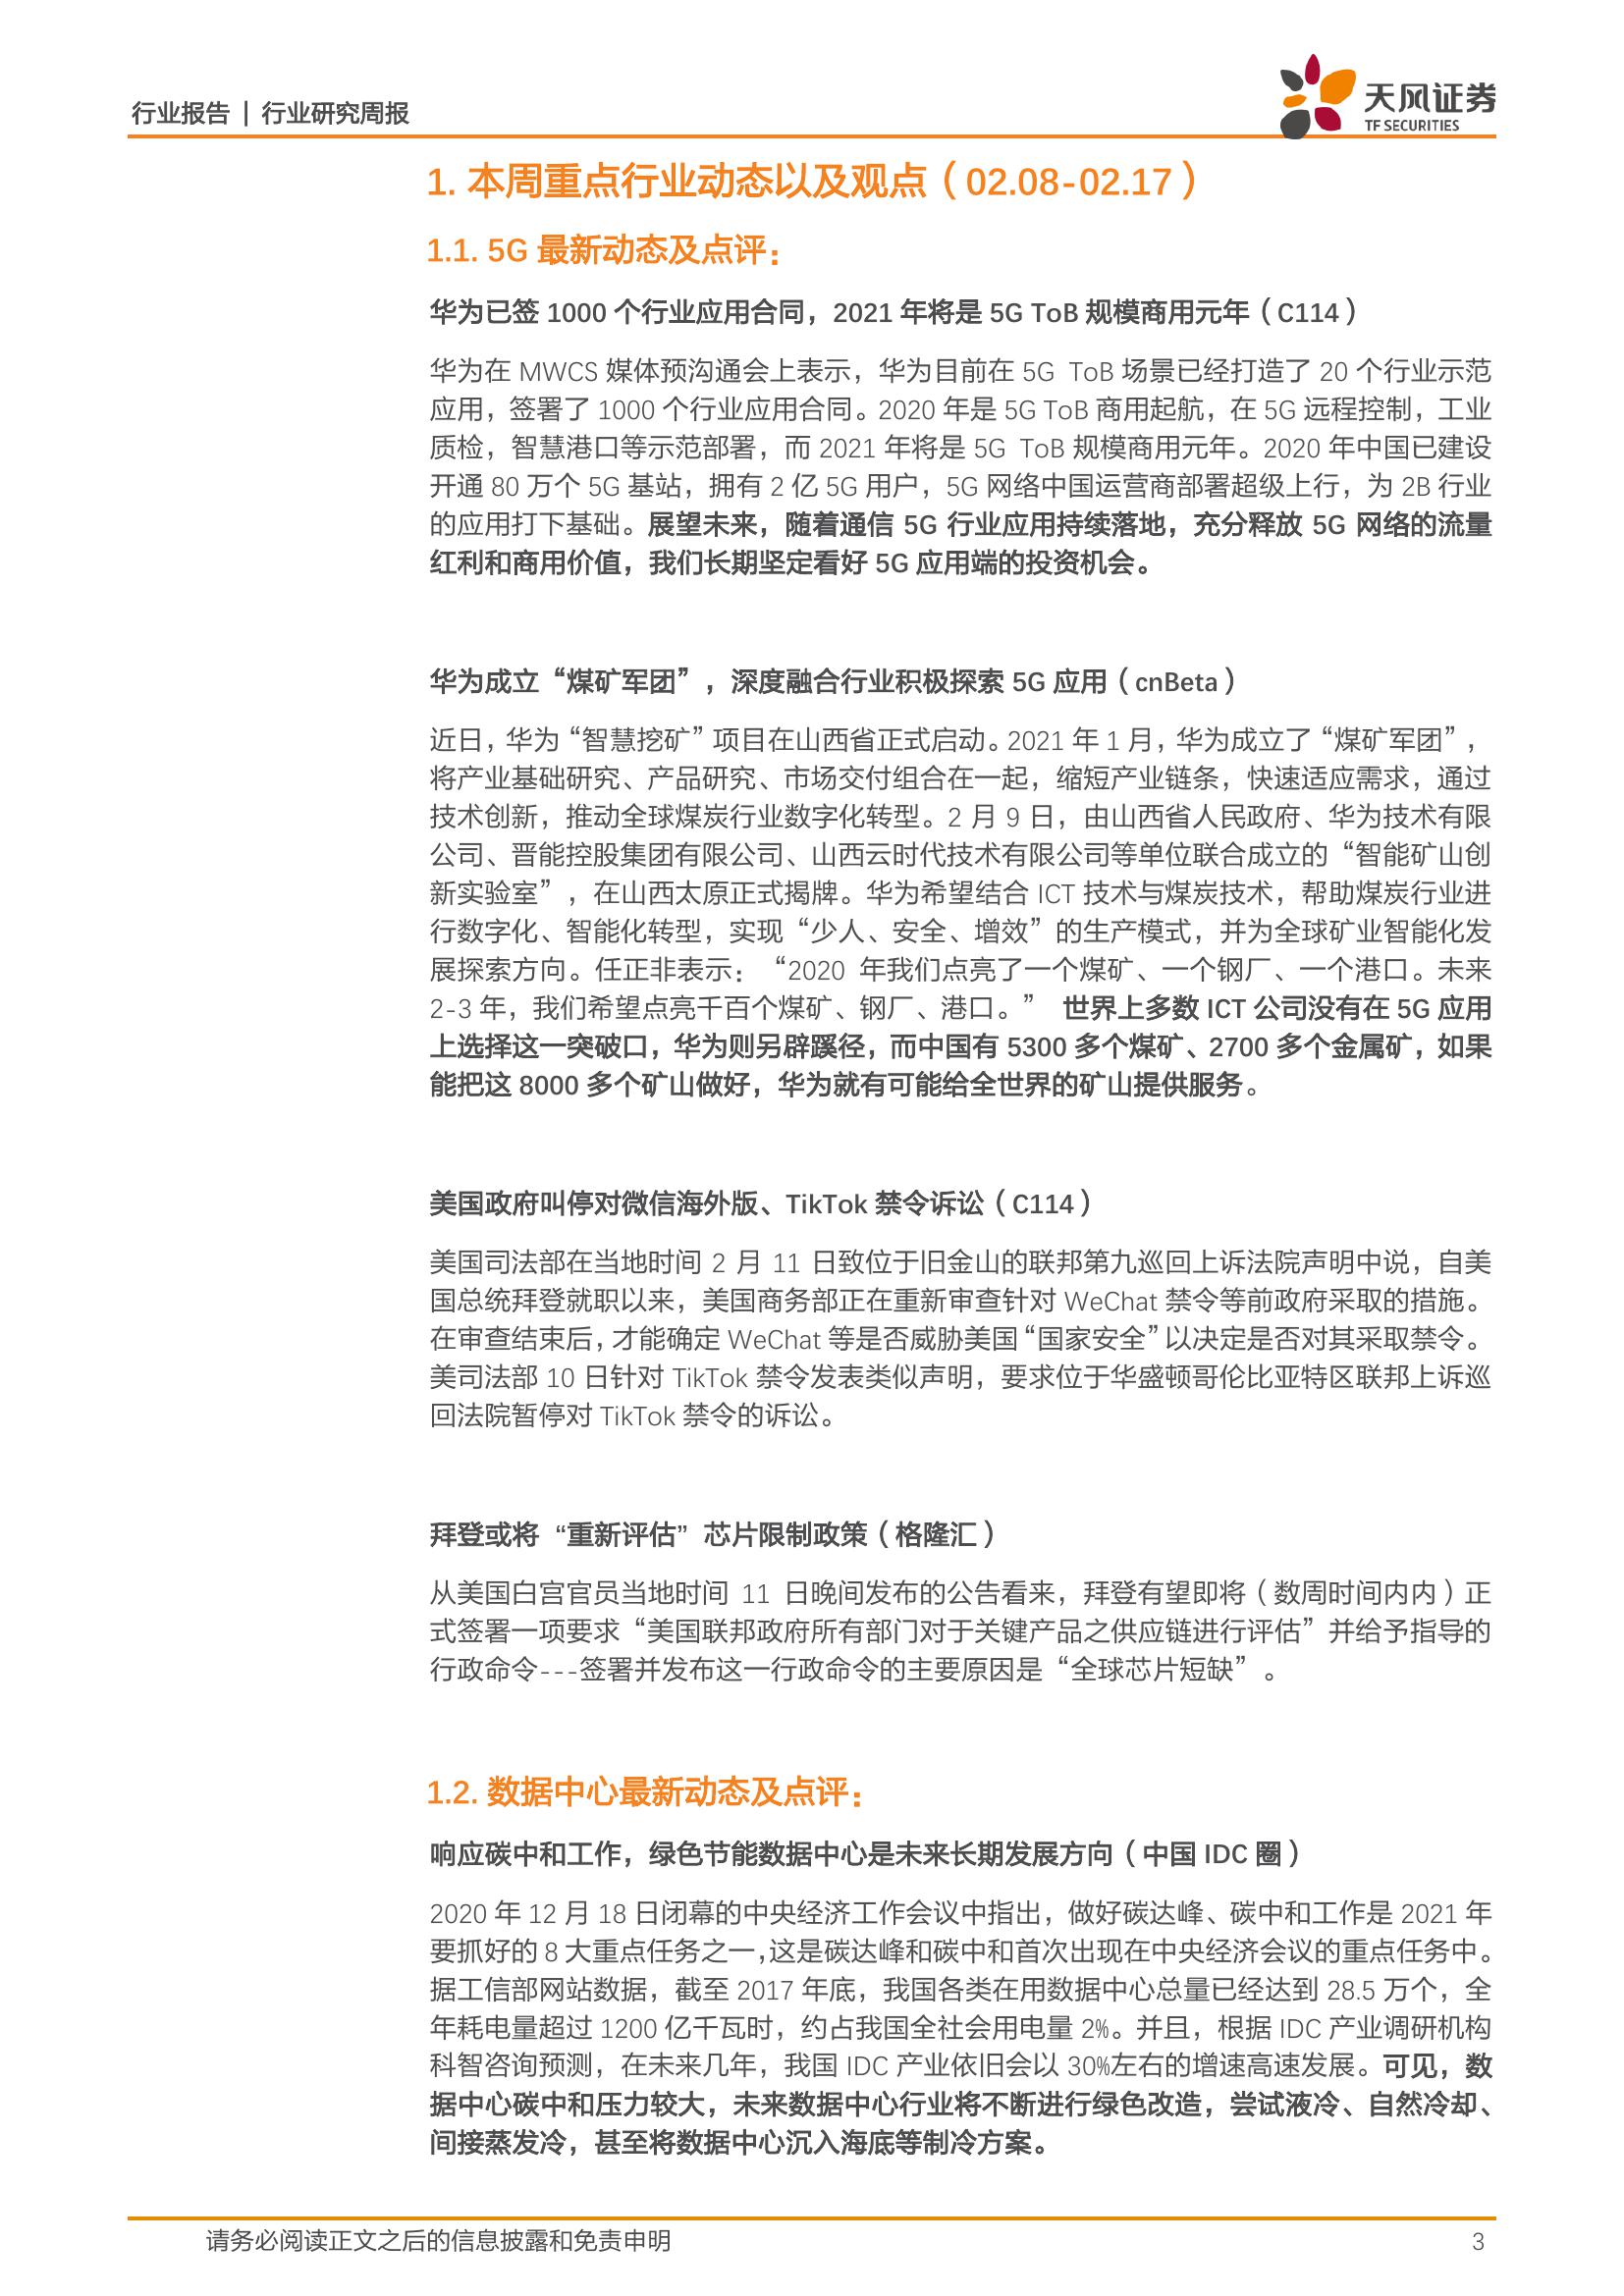 行业报告 | 行业研究周报
天风证券
TF SECURITIES
1. 本周重点行业动态以及观点（02.08-02.17）
1.1. 5G 最新动态及点评：
华为已签 1000 个行业应用合同，2021 年将是 5G ToB 规模商用元年（C114）
华为在 MWCS 媒体预沟通会上表示，华为目前在 5G ToB 场景已经打造了 20 个行业示范
应用，签署了 1000 个行业应用合同。2020 年是 5G ToB 商用起航，在 5G 远程控制，工业
质检，智慧港口等示范部署，而 2021 年将是 5G ToB 规模商用元年。2020 年中国已建设
开通 80 万个 5G 基站，拥有 2 亿 5G 用户，5G 网络中国运营商部署超级上行，为 2B 行业
的应用打下基础。展望未来，随着通信 5G 行业应用持续落地，充分释放 5G 网络的流量
红利和商用价值，我们长期坚定看好 5G 应用端的投资机会。
华为成立“煤矿军团”，深度融合行业积极探索 5G 应用（cnBeta）
近日，华为“智慧挖矿”项目在山西省正式启动。2021 年 1 月，华为成立了“煤矿军团”，
将产业基础研究、产品研究、市场交付组合在一起，缩短产业链条，快速适应需求，通过
技术创新，推动全球煤炭行业数字化转型。2 月 9 日，由山西省人民政府、华为技术有限
公司、晋能控股集团有限公司、山西云时代技术有限公司等单位联合成立的“智能矿山创
新实验室”，在山西太原正式揭牌。华为希望结合 ICT 技术与煤炭技术，帮助煤炭行业进
行数字化、智能化转型，实现“少人、安全、增效”的生产模式，并为全球矿业智能化发
展探索方向。任正非表示：“2020 年我们点亮了一个煤矿、一个钢厂、一个港口。未来
2-3 年，我们希望点亮千百个煤矿、钢厂、港口。” 世界上多数 ICT 公司没有在 5G 应用
上选择这一突破口，华为则另辟蹊径，而中国有 5300 多个煤矿、2700 多个金属矿，如果
能把这 8000 多个矿山做好，华为就有可能给全世界的矿山提供服务。
美国政府叫停对微信海外版、TikTok 禁令诉讼（C114）
美国司法部在当地时间 2 月 11 日致位于旧金山的联邦第九巡回上诉法院声明中说，自美
国总统拜登就职以来，美国商务部正在重新审查针对 WeChat 禁令等前政府采取的措施。
在审查结束后，才能确定 WeChat 等是否威胁美国“国家安全”以决定是否对其采取禁令。
美司法部 10 日针对 TikTok 禁令发表类似声明，要求位于华盛顿哥伦比亚特区联邦上诉巡
回法院暂停对 TikTok 禁令的诉讼。
拜登或将 “重新评估” 芯片限制政策（格隆汇）
从美国白宫官员当地时间 11 日晚间发布的公告看来，拜登有望即将（数周时间内内）正
式签署一项要求“美国联邦政府所有部门对于关键产品之供应链进行评估”并给予指导的
行政命令---签署并发布这一行政命令的主要原因是“全球芯片短缺”。
1.2. 数据中心最新动态及点评：
响应碳中和工作，绿色节能数据中心是未来长期发展方向（中国 IDC 圈）
2020 年 12 月 18 日闭幕的中央经济工作会议中指出，做好碳达峰、碳中和工作是 2021 年
要抓好的 8 大重点任务之一，这是碳达峰和碳中和首次出现在中央经济会议的重点任务中。
据工信部网站数据，截至 2017 年底，我国各类在用数据中心总量已经达到 28.5 万个，全
年耗电量超过 1200 亿千瓦时，约占我国全社会用电量 2%。并且，根据 IDC 产业调研机构
科智咨询预测，在未来几年，我国 IDC 产业依旧会以 30%左右的增速高速发展。可见，数
据中心碳中和压力较大，未来数据中心行业将不断进行绿色改造，尝试液冷、自然冷却、
间接蒸发冷，甚至将数据中心沉入海底等制冷方案。
请务必阅读正文之后的信息披露和免责申明
3